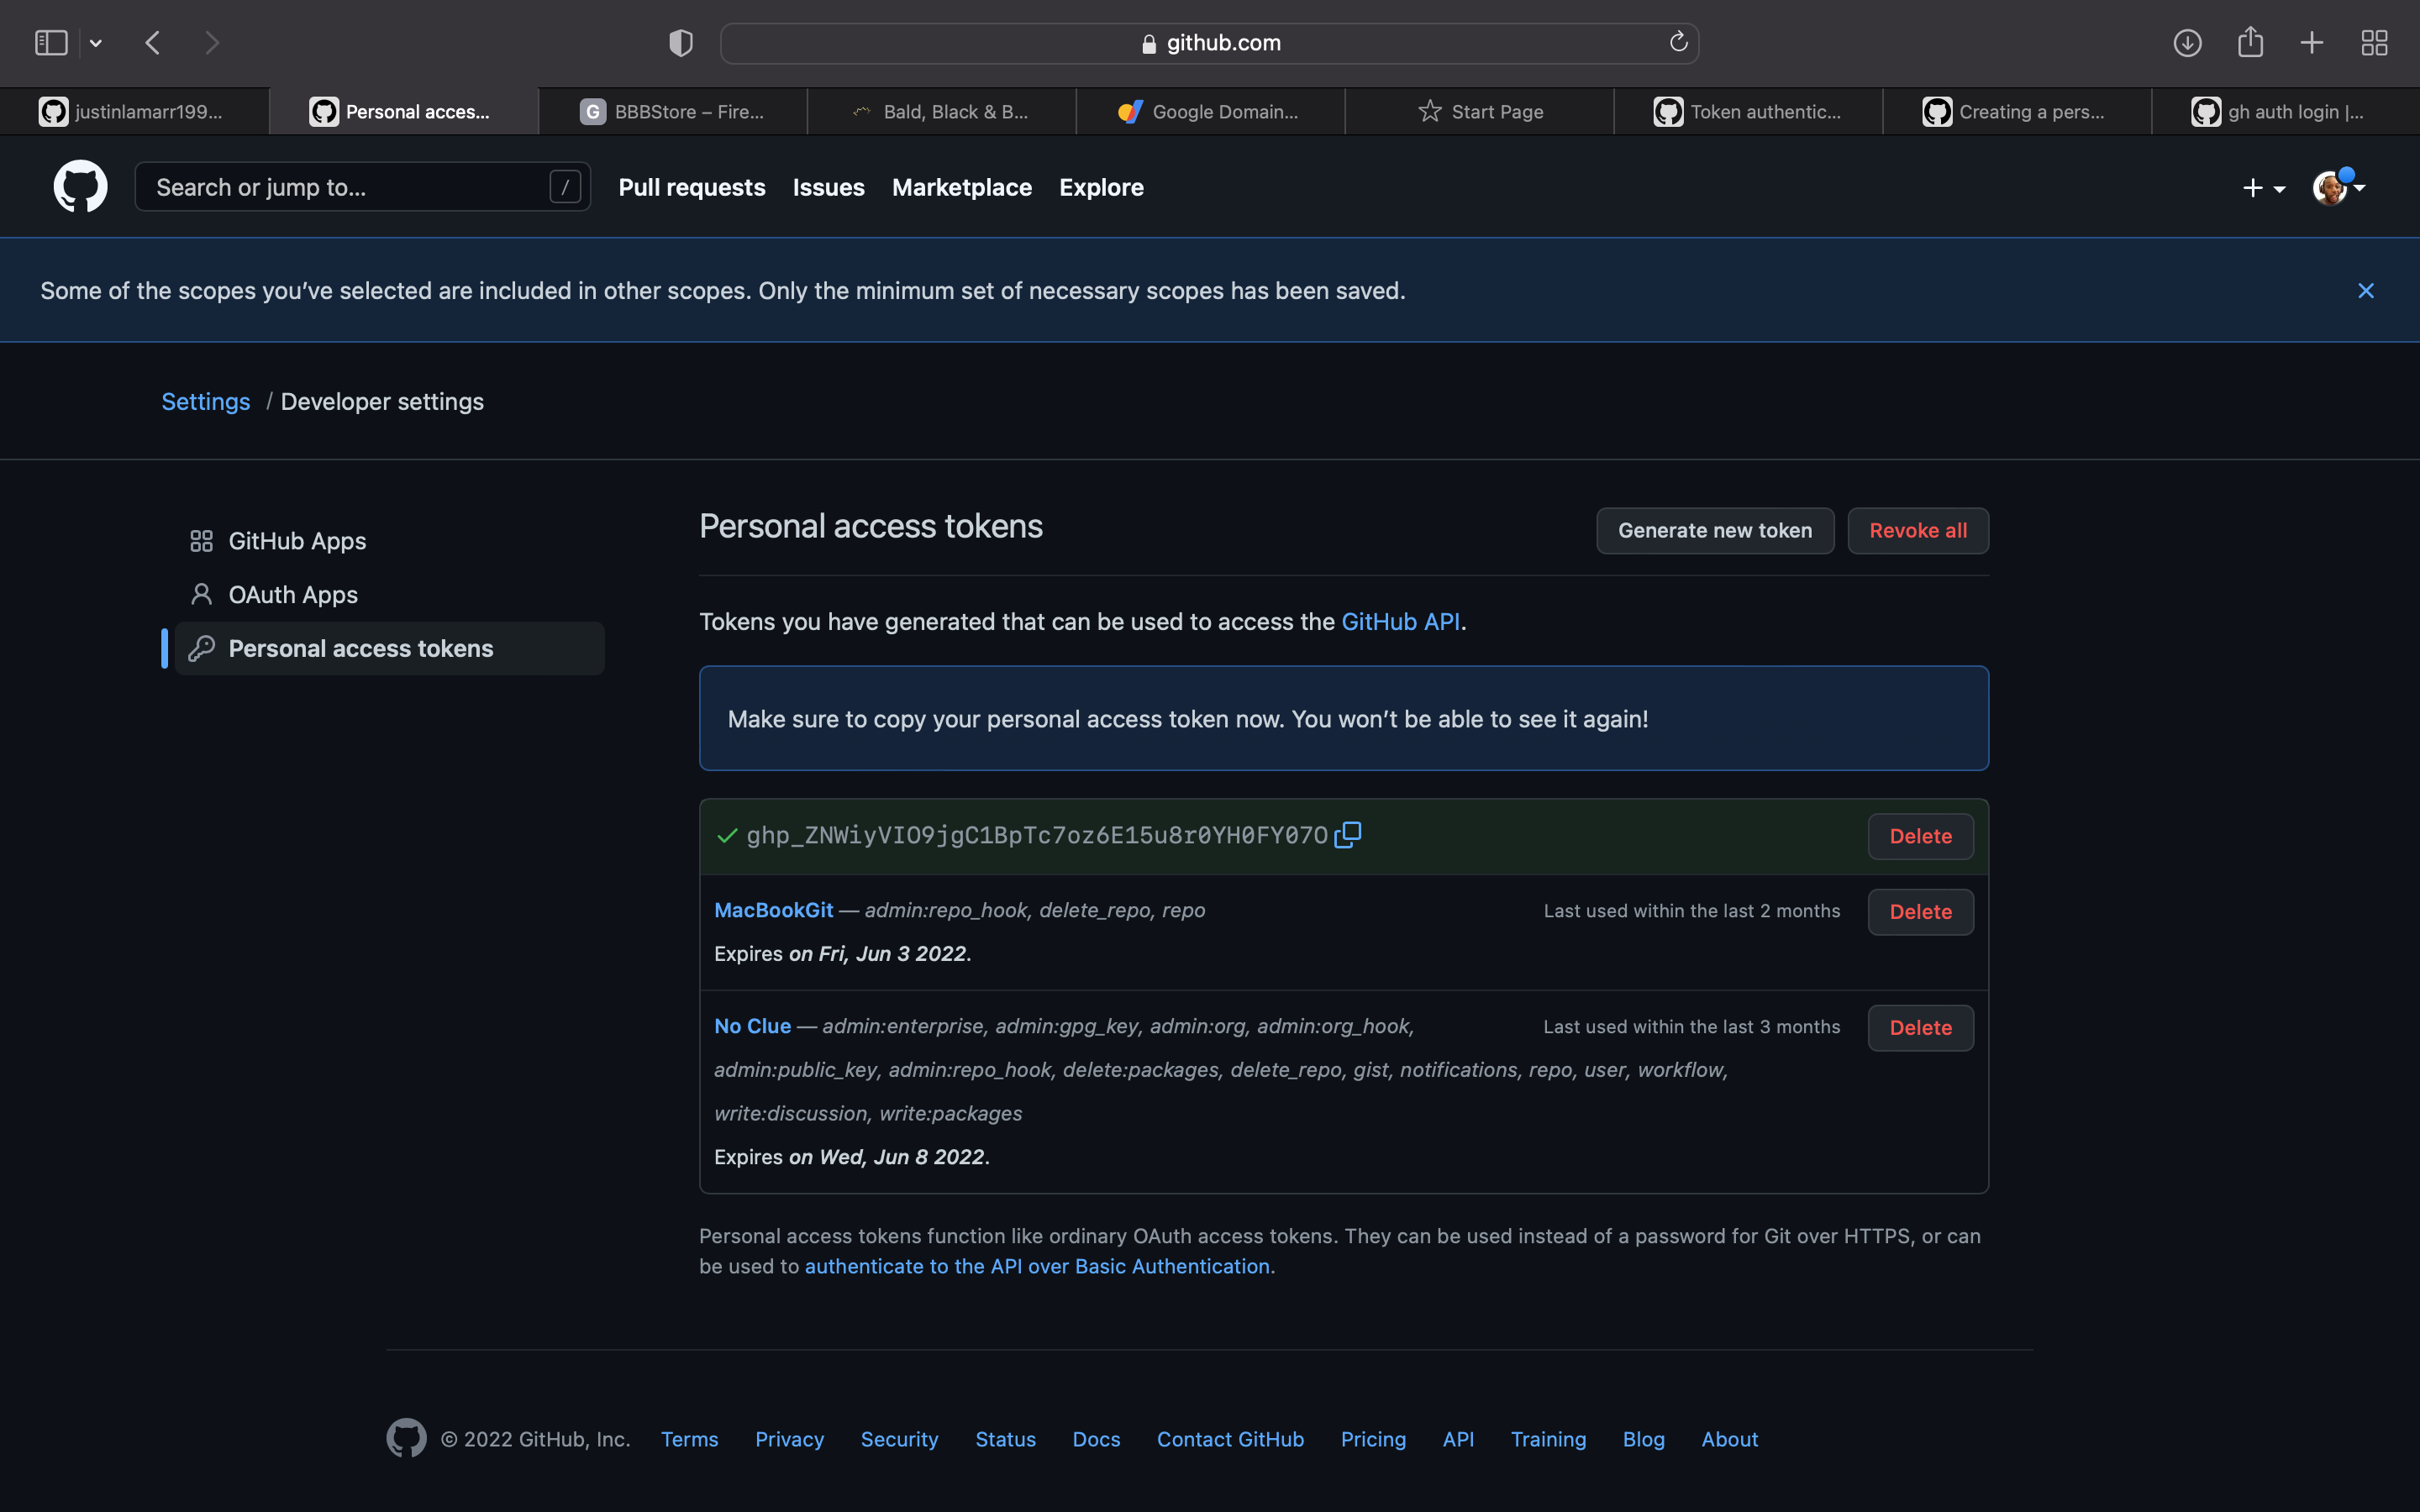 github.com
justinlamarr199...
Personal acces...
G
BBBStore – Fire...
Bald, Black & B...
Google Domain...
Start Page
Token authentic...
Creating a pers...
gh auth login |...
Search or jump to...
/
Pull requests
Issues
Marketplace
Explore
Some of the scopes you’ve selected are included in other scopes. Only the minimum set of necessary scopes has been saved.
Settings / Developer settings
GitHub Apps
OAuth Apps
Personal access tokens
Personal access tokens
Generate new token
Revoke all
Tokens you have generated that can be used to access the GitHub API.
Make sure to copy your personal access token now. You won’t be able to see it again!
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
Delete
MacBookGit — admin:repo_hook, delete_repo, repo
Last used within the last 2 months
Delete
Expires on Fri, Jun 3 2022.
No Clue — admin:enterprise, admin:gpg_key, admin:org, admin:org_hook,
Last used within the last 3 months
Delete
admin:public_key, admin:repo_hook, delete:packages, delete_repo, gist, notifications, repo, user, workflow,
write:discussion, write:packages
Expires on Wed, Jun 8 2022.
Personal access tokens function like ordinary OAuth access tokens. They can be used instead of a password for Git over HTTPS, or can
be used to authenticate to the API over Basic Authentication.
© 2022 GitHub, Inc.
Terms
Privacy
Security
Status
Docs
Contact GitHub
Pricing
API
Training
Blog
About